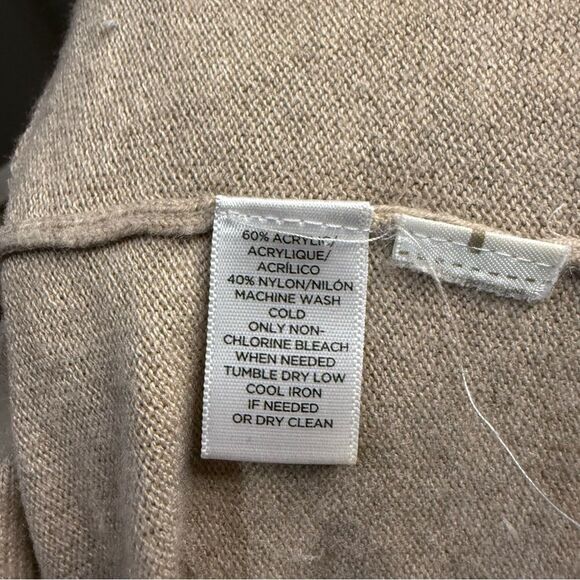 60% ACRYLIC/
ACRYLIQUE/
ACRÍLICO
40% NYLON/NILÓN
MACHINE WASH
COLD
ONLY NON-
CHLORINE BLEACH
WHEN NEEDED
TUMBLE DRY LOW
COOL IRON
IF NEEDED
OR DRY CLEAN